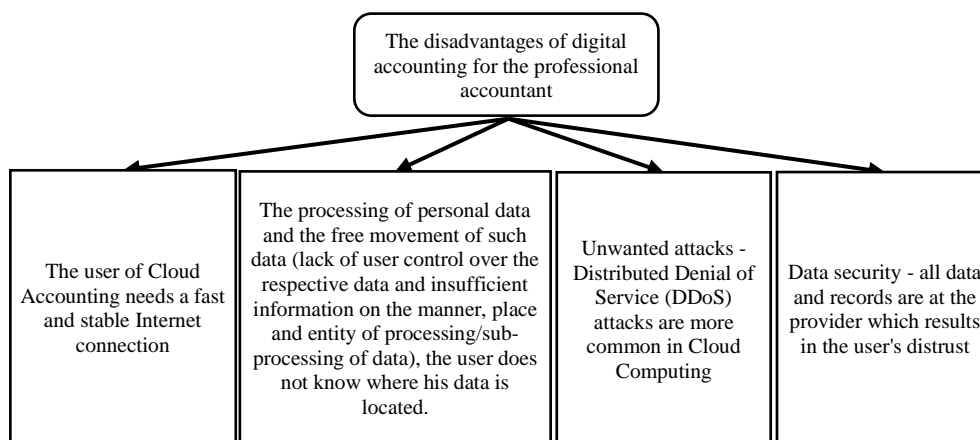 The disadvantages of digital
accounting for the professional
accountant
The user of Cloud
Accounting needs a fast
and stable Internet
connection
The processing of personal data
and the free movement of such
data (lack of user control over the
respective data and insufficient
information on the manner, place
and entity of processing/sub-
processing of data), the user does
not know where his data is
located.
Unwanted attacks -
Distributed Denial of
Service (DDoS)
attacks are more
common in Cloud
Computing
Data security - all data
and records are at the
provider which results
in the user's distrust